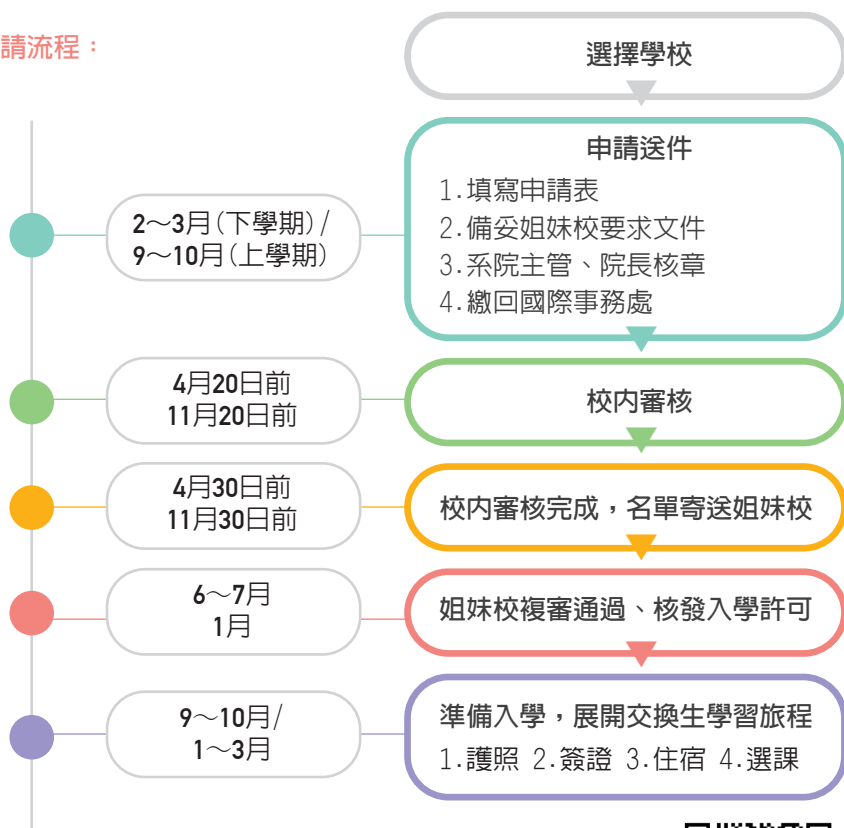 請流程：
選擇學校
申請送件
2～3月(下學期)/
9～10月(上學期)
1.填寫申請表
2.備妥姐妹校要求文件
3.系院主管、院長核章
4.繳回國際事務處
4月20日前
11月20日前
校內審核
4月30日前
11月30日前
校內審核完成，名單寄送姐妹校
6～7月
1月
姐妹校複審通過、核發入學許可
9～10月/
1～3月
準備入學，展開交換生學習旅程
1.護照 2.簽證 3.住宿 4.選課